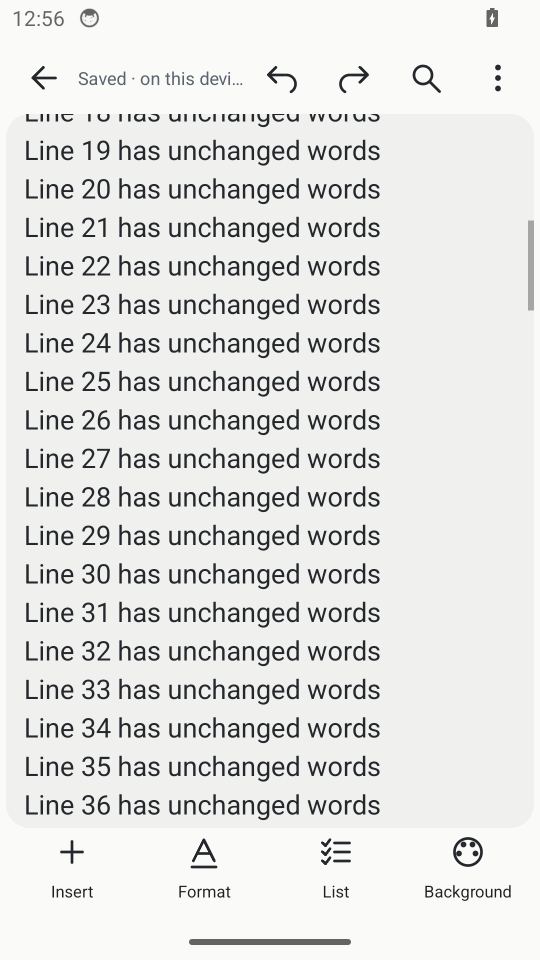 12:56
Saved · on this devi...
Line 18 has unchanged words
Line 19 has unchanged words
Line 20 has unchanged words
Line 21 has unchanged words
Line 22 has unchanged words
Line 23 has unchanged words
Line 24 has unchanged words
Line 25 has unchanged words
Line 26 has unchanged words
Line 27 has unchanged words
Line 28 has unchanged words
Line 29 has unchanged words
Line 30 has unchanged words
Line 31 has unchanged words
Line 32 has unchanged words
Line 33 has unchanged words
Line 34 has unchanged words
Line 35 has unchanged words
Line 36 has unchanged words
Insert Format List Background